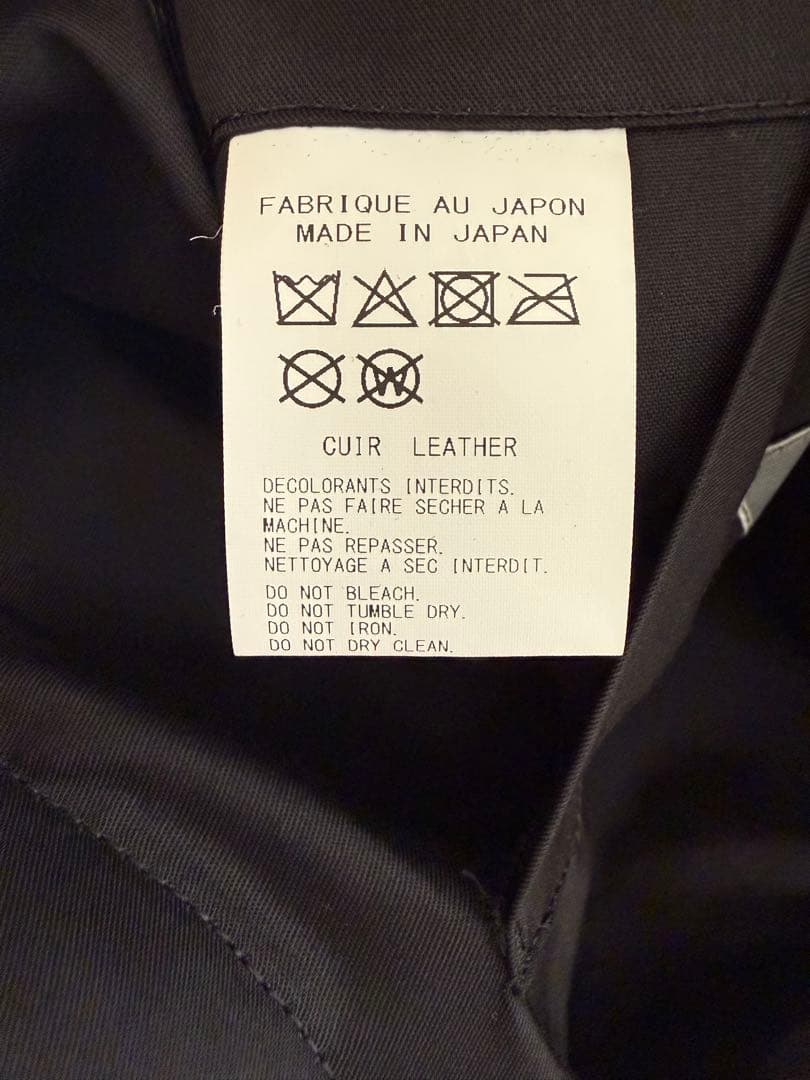 FABRIQUE AU JAPON
MADE IN JAPAN
W
CUIR LEATHER
DECOLORANTS INTERDITS.
NE PAS FAIRE SECHER A LA
MACHINE.
NE PAS REPASSER.
NETTOYAGE A SEC INTERDIT.
DO NOT BLEACH.
DO NOT TUMBLE DRY.
DO NOT IRON.
DO NOT DRY CLEAN.